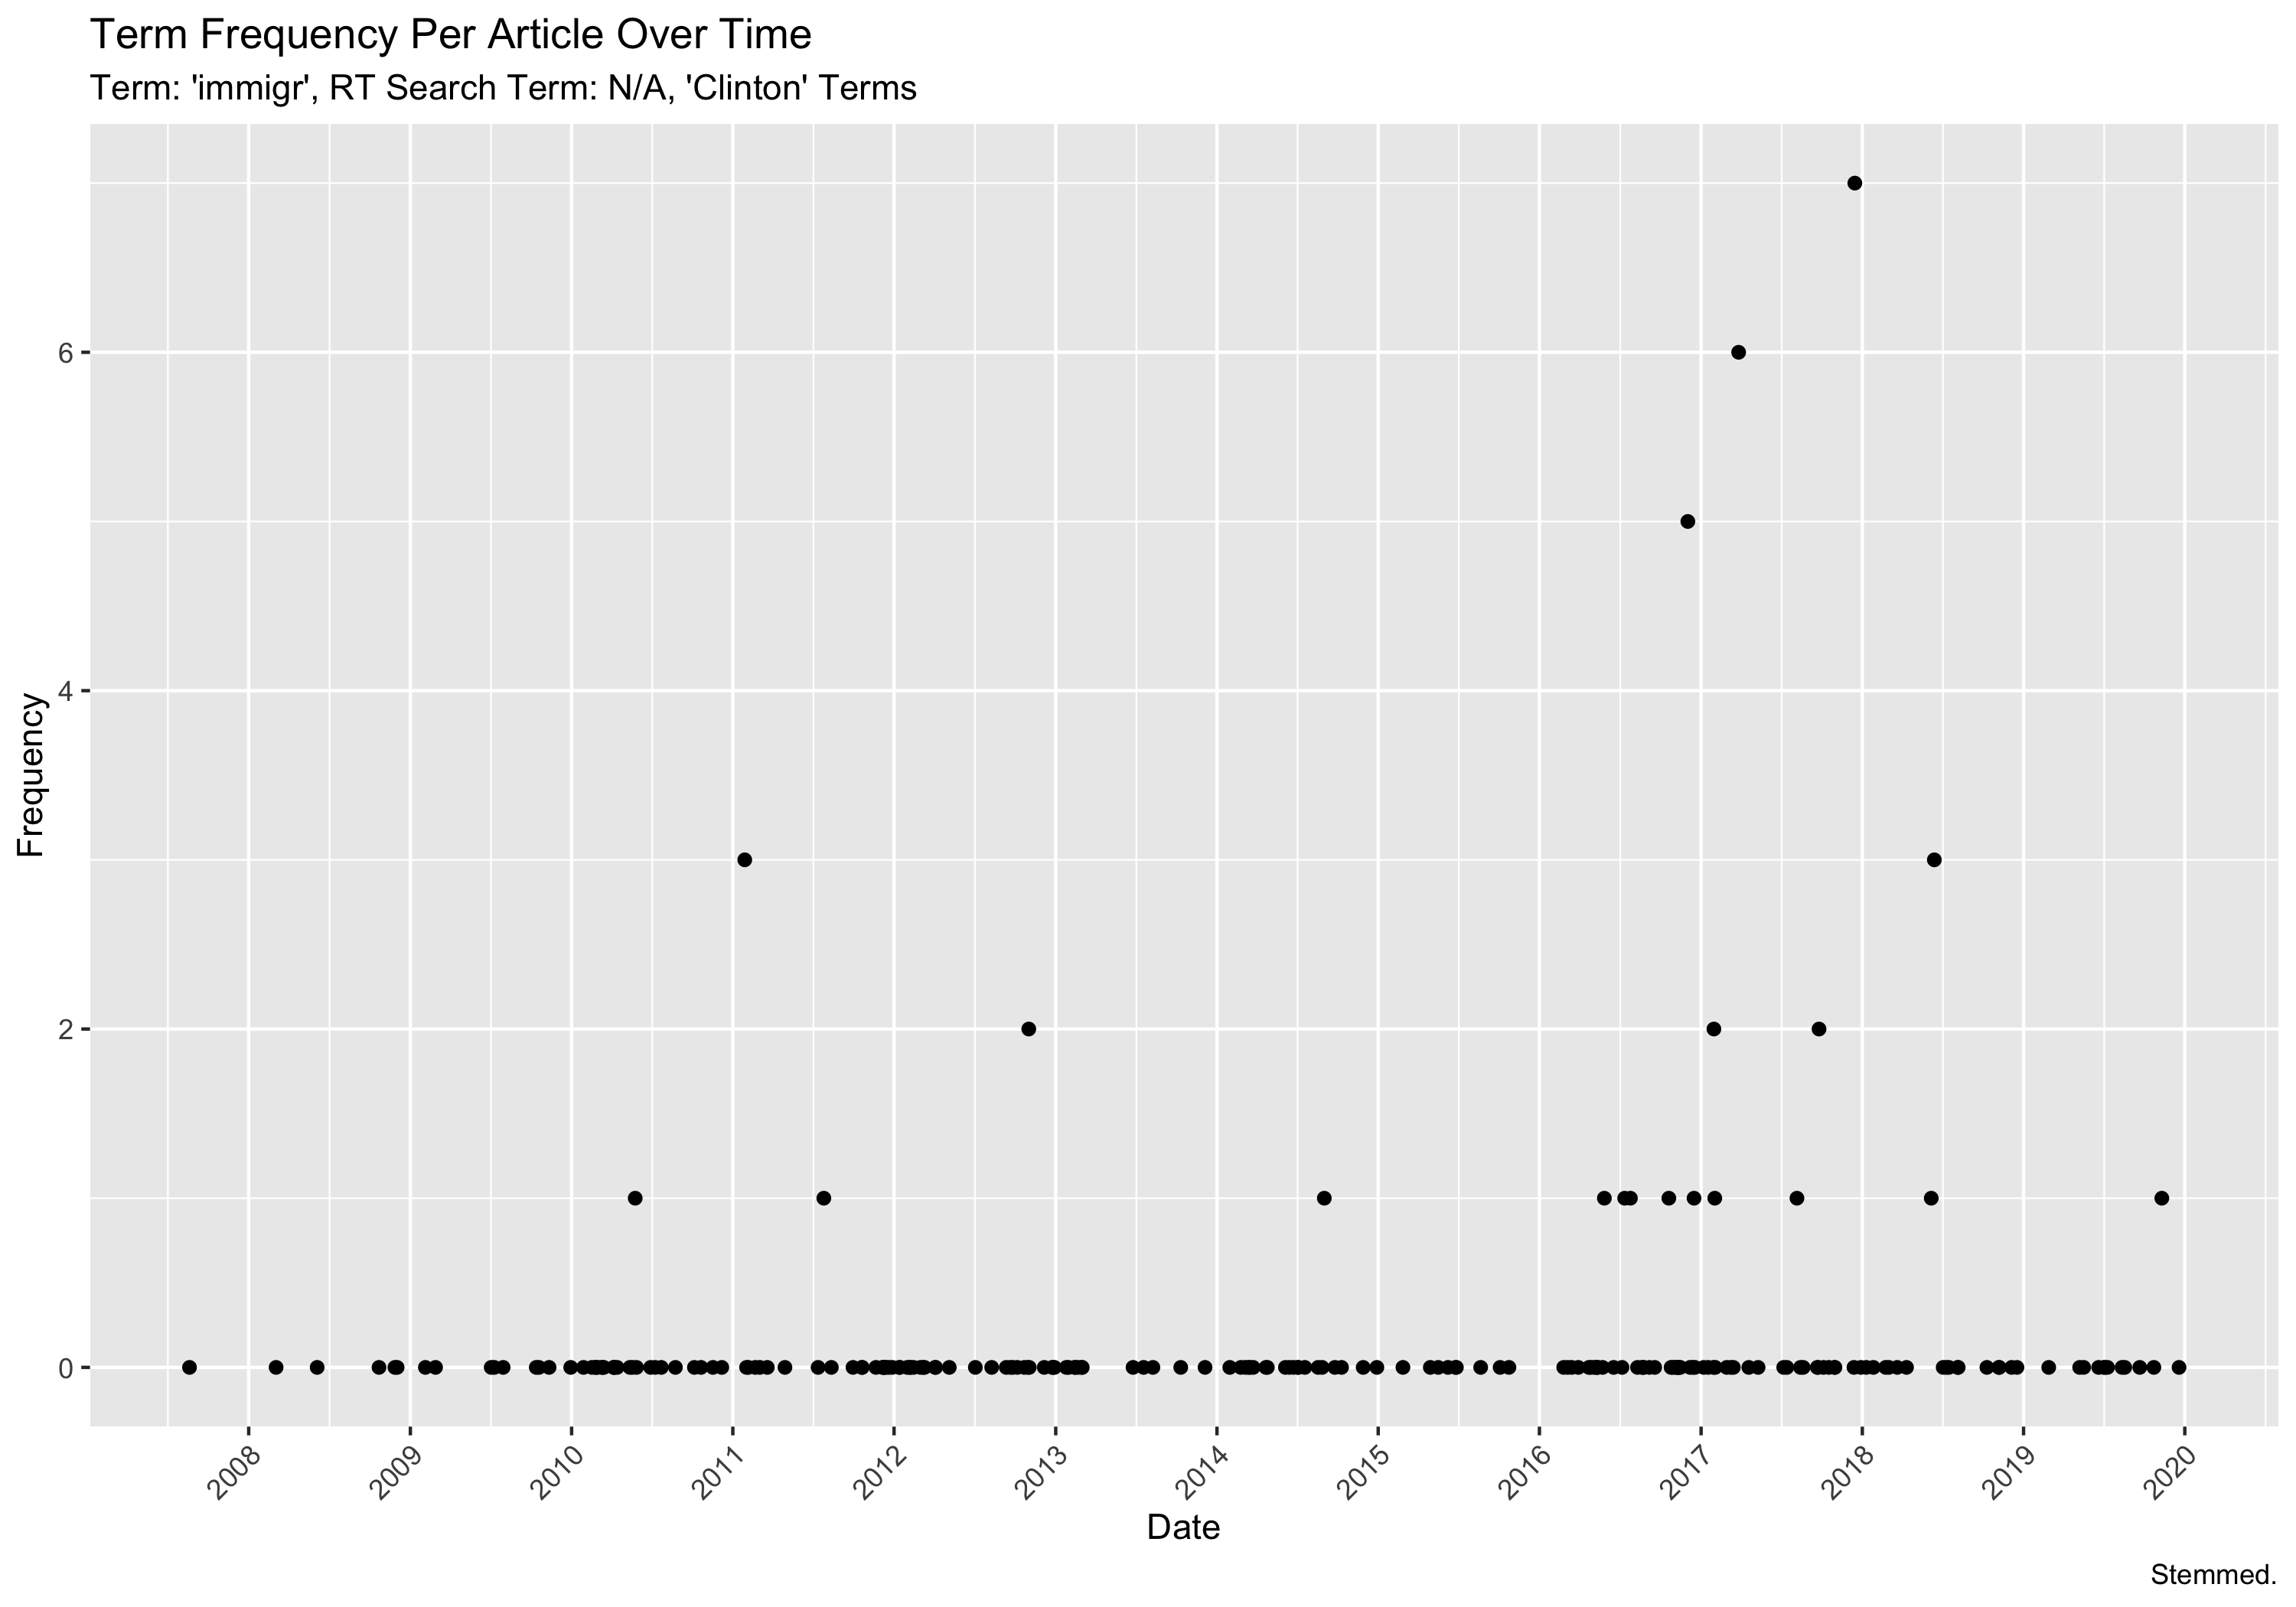 Term Frequency Per Article Over Time
Term: 'immigr', RT Search Term: N/A, 'Clinton' Terms
Frequency
6
4
2
0
2008 2009 2010 2011 2012 2013 2014 2015 2016 2017 2018 2019 2020
Date
Stemmed.